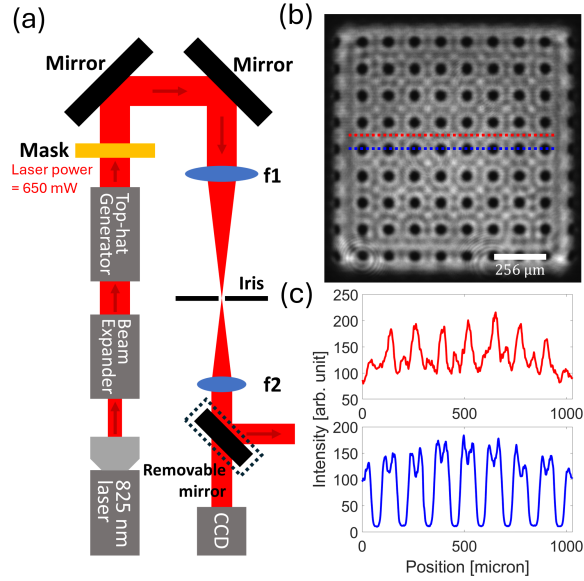 (a)
Mirror
Mirror
Mask
Laser power
= 650 mW
f1
Top-hat
Generator
Iris
Beam
Expander
f2
Removable
mirror
825 nm
laser
CCD
(b)
256 μm
(c)
250
200
150
100
50
0
500
1000
Intensity [arb. unit]
200
150
100
50
0
0
500
1000
Position [micron]